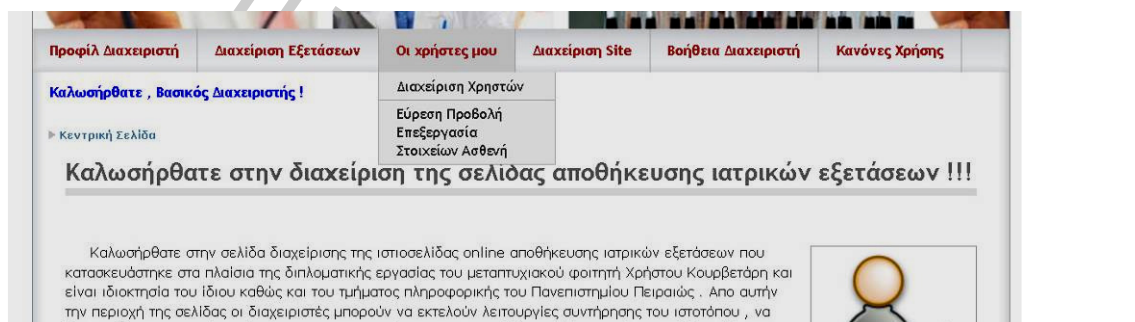 Προφίλ Διαχειριστή Διαχείριση Εξετάσεων Οι χρήστες μου Διαχείριση Site Βοήθεια Διαχειριστή Κανόνες Χρήσης
Καλωσήρθατε , Βασικός Διαχειριστής !
Διαχείριση Χρηστών
Εύρεση Προβολή
Επεξεργασία
Στοιχείων Ασθενή
Κεντρική Σελίδα
Καλωσήρθατε στην διαχείριση της σελίδας αποθήκευσης ιατρικών εξετάσεων !!!
Καλωσήρθατε στην σελίδα διαχείρισης της ιστιοσελίδας online αποθήκευσης ιατρικών εξετάσεων που
κατασκευάστηκε στα πλαίσια της διπλοματικής εργασίας του μεταπτυχιακού φοιτητή Χρήστου Κουρβετάρη και
είναι ιδιοκτησία του ίδιου καθώς και του τμήματος πληροφορικής του Πανεπιστημίου Πειραιώς . Απο αυτήν
την περιοχή της σελίδας οι διαχειριστές μπορούν να εκτελούν λειτουργίες συντήρησης του ιστοτόπου , να